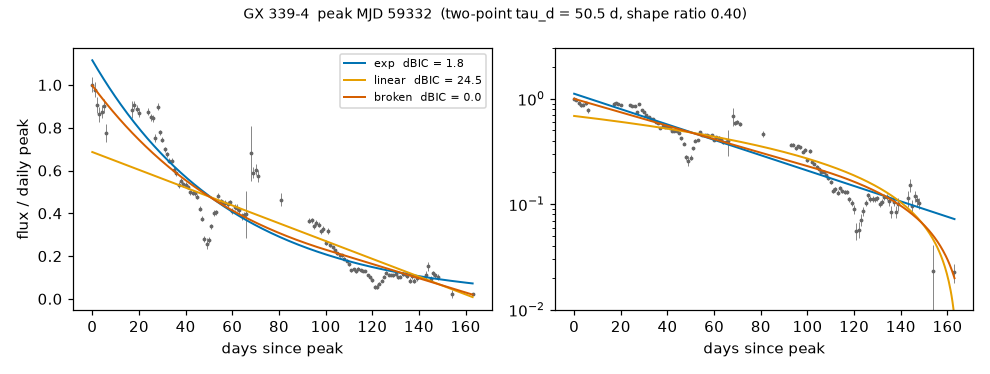 GX 339-4  peak MJD 59332  (two-point tau_d = 50.5 d, shape ratio 0.40)
exp  dBIC = 1.8
linear  dBIC = 24.5
broken  dBIC = 0.0
flux / daily peak
1.0
0.8
0.6
0.4
0.2
0.0
0 20 40 60 80 100 120 140 160
days since peak
10⁰
10⁻¹
10⁻²
0 20 40 60 80 100 120 140 160
days since peak